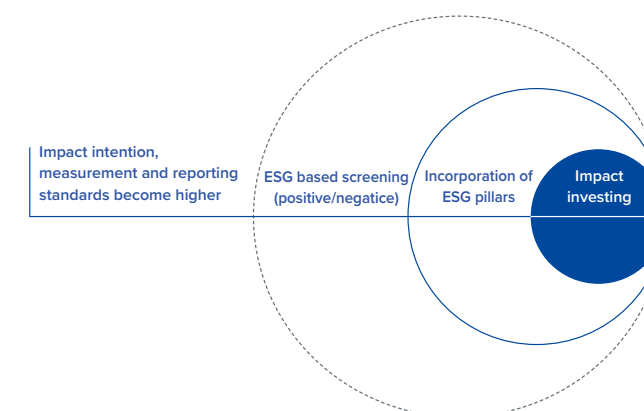 Impact intention,
measurement and reporting
standards become higher
ESG based screening
(positive/negatice)
Incorporation of
ESG pillars
Impact
investing